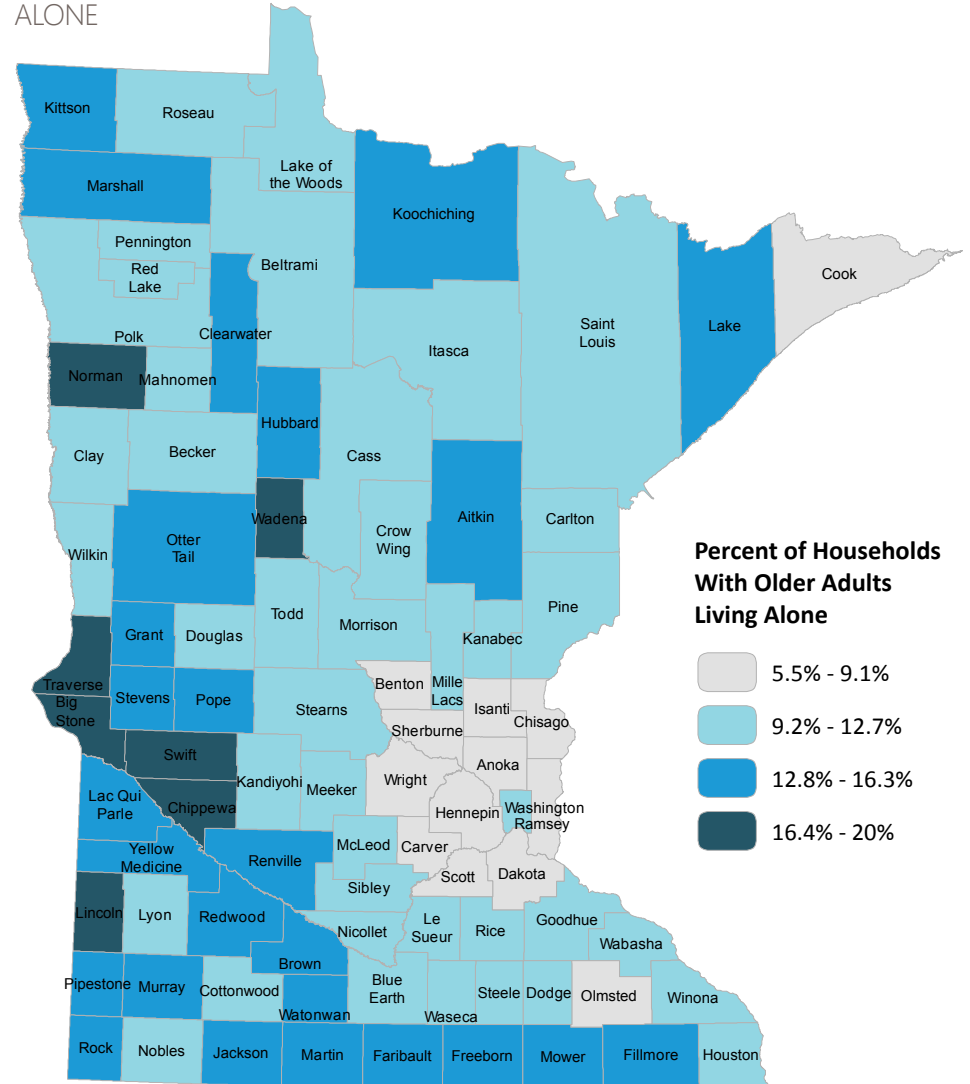 ALONE
Kittson
Roseau
Lake of
the Woods
Marshall
Koochiching
Pennington
Red
Lake
Beltrami
Cook
Polk
Clearwater
Saint
Louis
Lake
Itasca
Norman
Mahnomen
Hubbard
Clay
Becker
Cass
Wadena
Aitkin
Carlton
Otter
Tail
Crow
Wing
Wilkin
Percent of Households
With Older Adults
Living Alone
5.5% - 9.1%
9.2% - 12.7%
12.8% - 16.3%
16.4% - 20%
Todd
Morrison
Pine
Grant
Douglas
Kanabec
Traverse
Big
Stone
Stevens
Pope
Stearns
Benton
Mille
Lacs
Isanti
Chisago
Sherburne
Swift
Anoka
Kandiyohi
Meeker
Wright
Lac Qui
Parle
Chippewa
Hennepin
Washington
Ramsey
Yellow
Medicine
Renville
McLeod
Carver
Scott
Dakota
Sibley
Lincoln
Lyon
Redwood
Nicollet
Le
Sueur
Rice
Goodhue
Wabasha
Brown
Pipestone
Murray
Cottonwood
Watonwan
Blue
Earth
Waseca
Steele
Dodge
Olmsted
Winona
Rock
Nobles
Jackson
Martin
Faribault
Freeborn
Mower
Fillmore
Houston